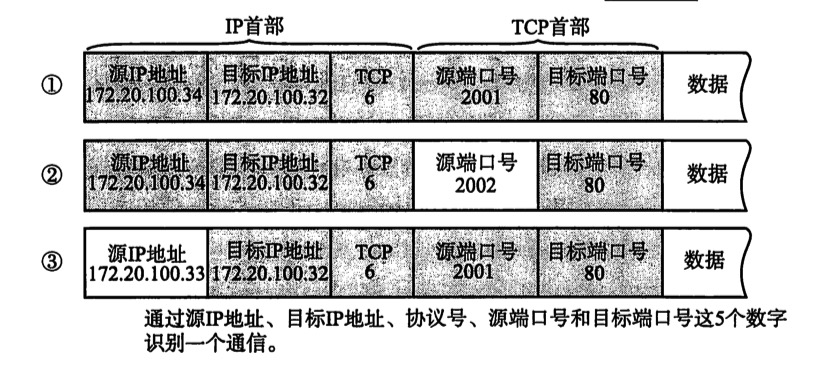 IP首部 TCP首部
① 源IP地址 目标IP地址 TCP 源端口号 目标端口号 数据
172.20.100.34 172.20.100.32 6 2001 80
② 源IP地址 目标IP地址 TCP 源端口号 目标端口号 数据
172.20.100.34 172.20.100.32 6 2002 80
③ 源IP地址 目标IP地址 TCP 源端口号 目标端口号 数据
172.20.100.33 172.20.100.32 6 2001 80
通过源IP地址、目标IP地址、协议号、源端口号和目标端口号这5个数字
识别一个通信。